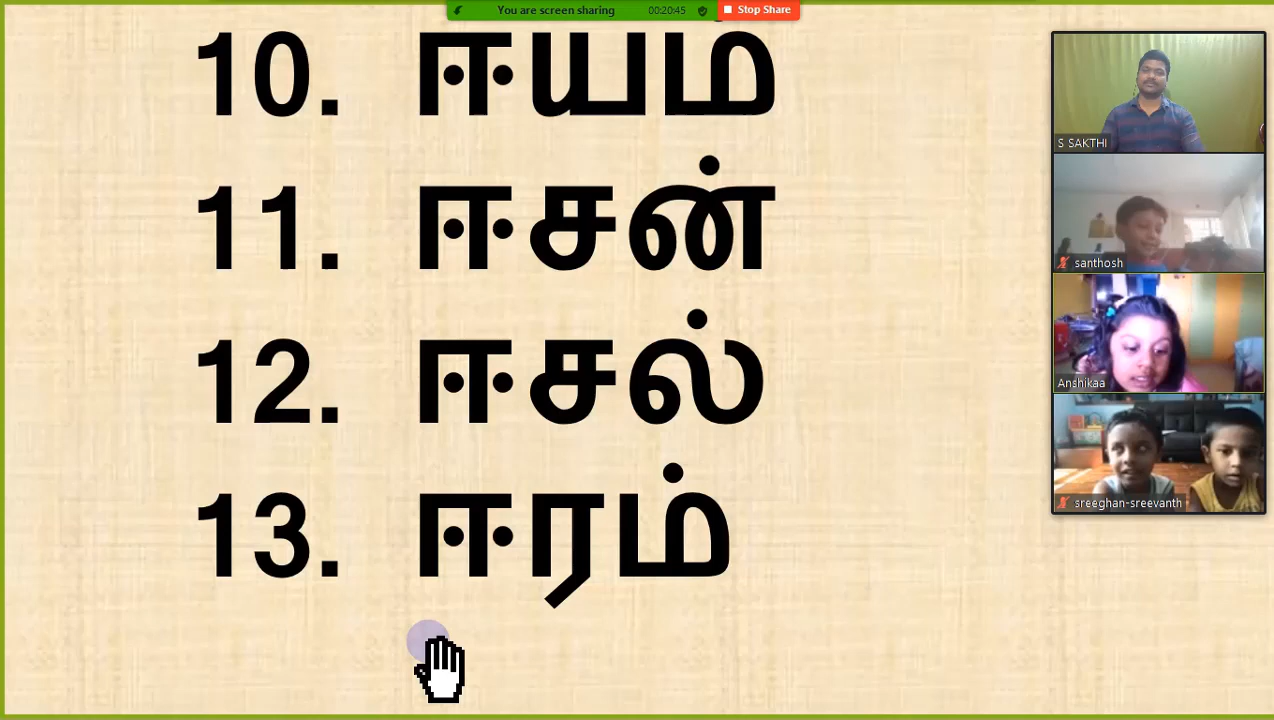 You are screen sharing 00:20:45 Stop Share
10. ஈயம்
11. ஈசன்
12. ஈசல்
13. ஈரம்
S SAKTHI
santhosh
Anshikaa
sreeghan-sreevanth